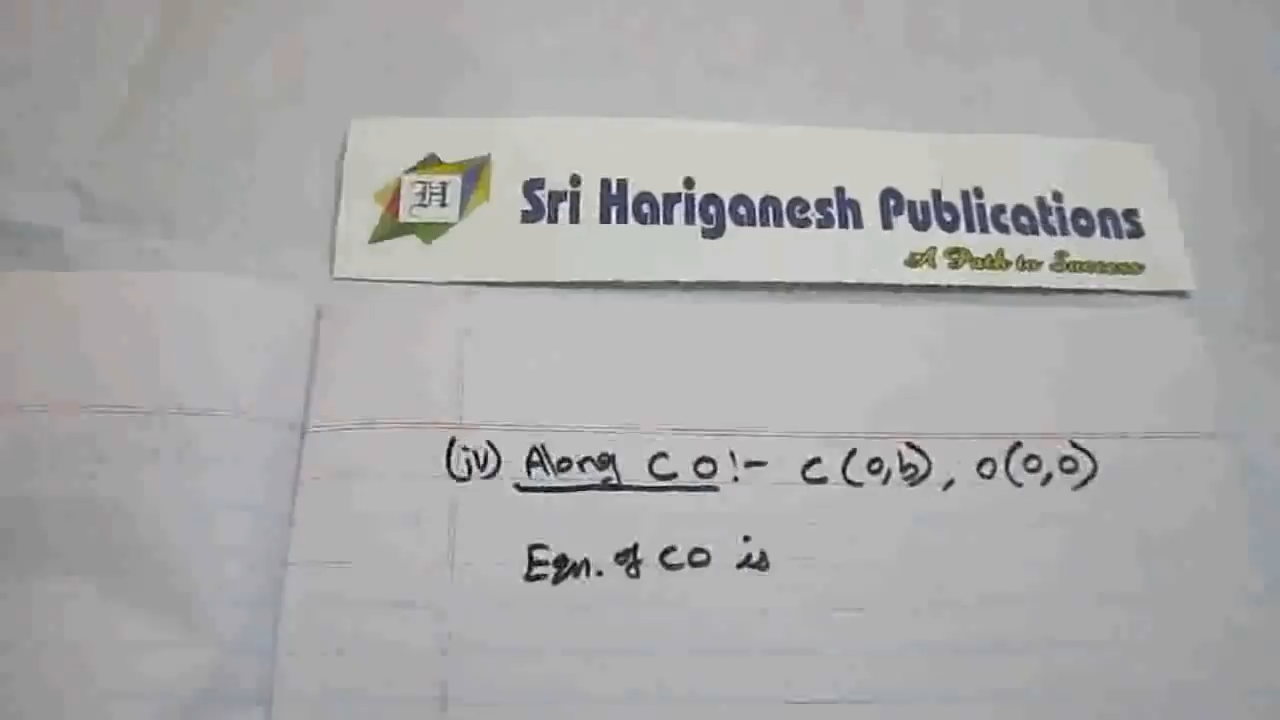 H
Sri Hariganesh Publications
A Path to Success
(iv) Along CO:- C(0,b), O(0,0)
Eqn. of CO is